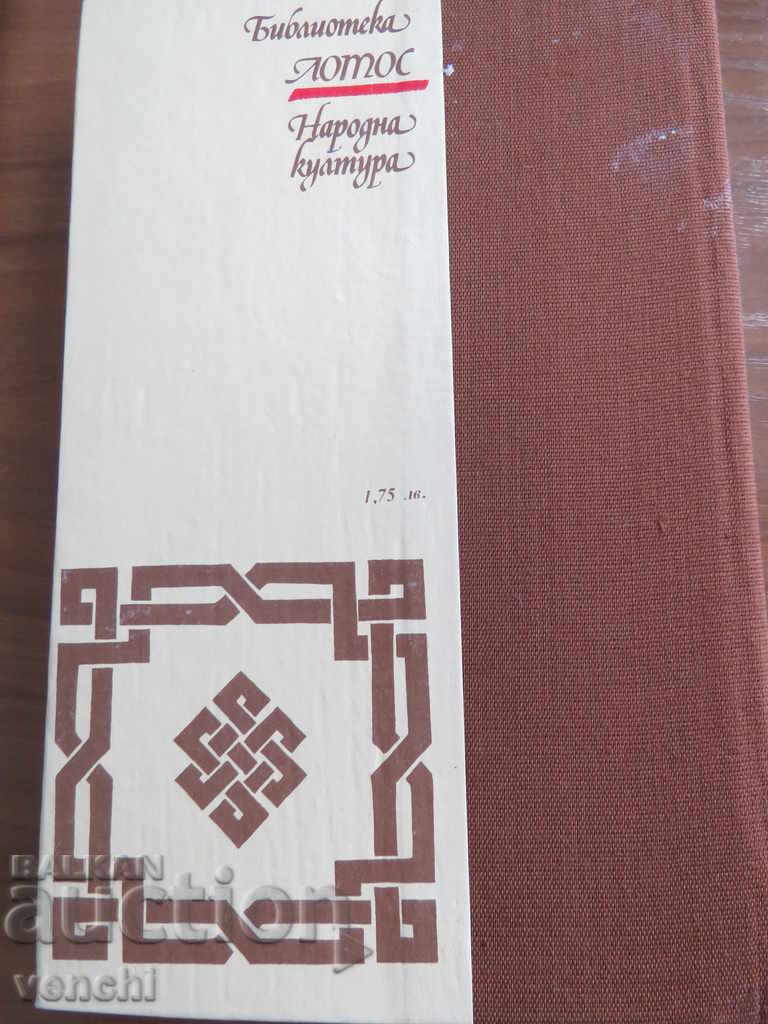 Библиотека
ЛОТОС
Народна
култура
1,75 лв.
BALKAN
auction
venchi